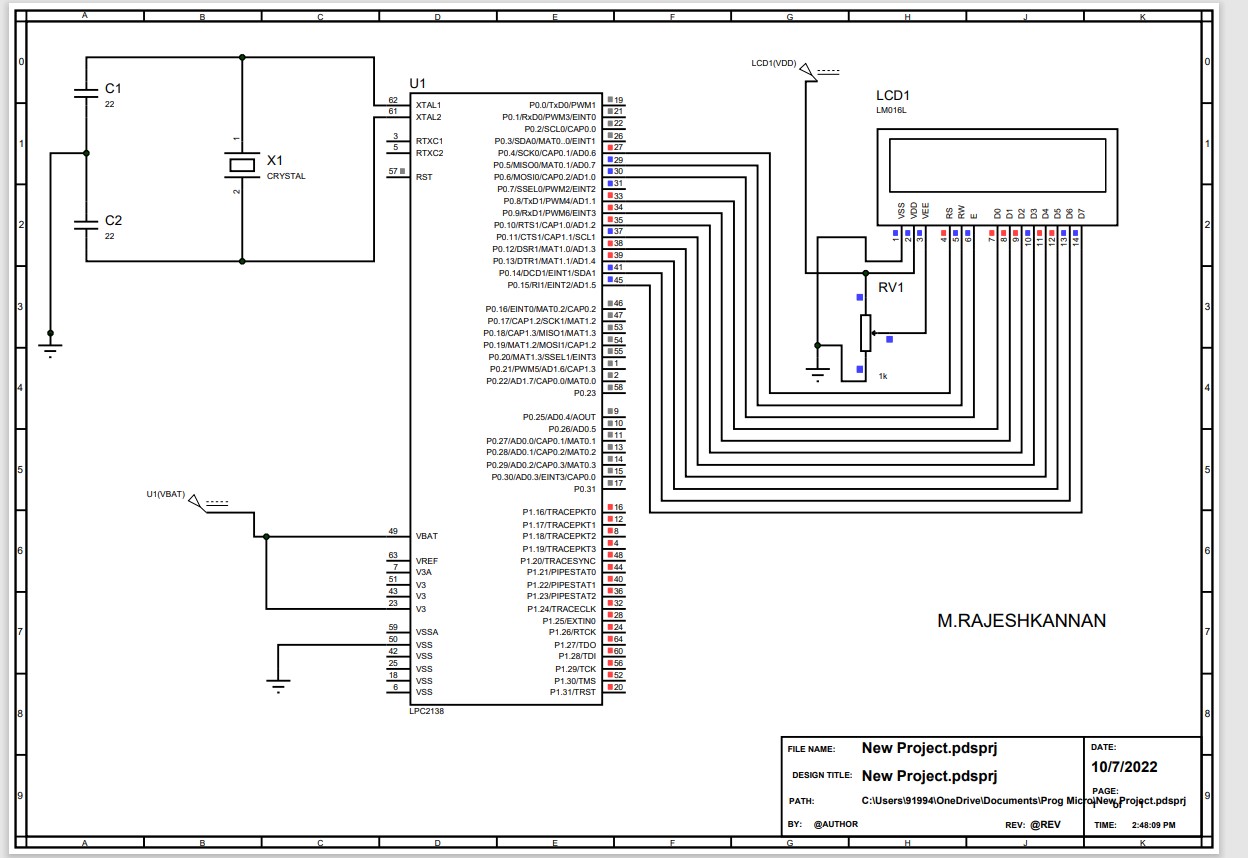 A B C D E F G H J K
0 0
1 1
2 2
3 3
4 4
5 5
6 6
7 7
8 8
9 9
C1
22
C2
22
X1
CRYSTAL
1
2
U1
62 XTAL1
61 XTAL2
3 RTXC1
5 RTXC2
57 RST
49 VBAT
63 VREF
7 V3A
51 V3
43 V3
23 V3
59 VSSA
50 VSS
42 VSS
25 VSS
18 VSS
6 VSS
P0.0/TxD0/PWM1 19
P0.1/RxD0/PWM3/EINT0 21
P0.2/SCL0/CAP0.0 22
P0.3/SDA0/MAT0..0/EINT1 26
P0.4/SCK0/CAP0.1/AD0.6 27
P0.5/MISO0/MAT0.1/AD0.7 29
P0.6/MOSI0/CAP0.2/AD1.0 30
P0.7/SSEL0/PWM2/EINT2 31
P0.8/TxD1/PWM4/AD1.1 33
P0.9/RxD1/PWM6/EINT3 34
P0.10/RTS1/CAP1.0/AD1.2 35
P0.11/CTS1/CAP1.1/SCL1 37
P0.12/DSR1/MAT1.0/AD1.3 38
P0.13/DTR1/MAT1.1/AD1.4 39
P0.14/DCD1/EINT1/SDA1 41
P0.15/RI1/EINT2/AD1.5 45
P0.16/EINT0/MAT0.2/CAP0.2 46
P0.17/CAP1.2/SCK1/MAT1.2 47
P0.18/CAP1.3/MISO1/MAT1.3 53
P0.19/MAT1.2/MOSI1/CAP1.2 54
P0.20/MAT1.3/SSEL1/EINT3 55
P0.21/PWM5/AD1.6/CAP1.3 1
P0.22/AD1.7/CAP0.0/MAT0.0 2
P0.23 58
P0.25/AD0.4/AOUT 9
P0.26/AD0.5 10
P0.27/AD0.0/CAP0.1/MAT0.1 11
P0.28/AD0.1/CAP0.2/MAT0.2 13
P0.29/AD0.2/CAP0.3/MAT0.3 14
P0.30/AD0.3/EINT3/CAP0.0 15
P0.31 17
P1.16/TRACEPKT0 16
P1.17/TRACEPKT1 12
P1.18/TRACEPKT2 8
P1.19/TRACEPKT3 4
P1.20/TRACESYNC 48
P1.21/PIPESTAT0 44
P1.22/PIPESTAT1 40
P1.23/PIPESTAT2 36
P1.24/TRACECLK 32
P1.25/EXTIN0 28
P1.26/RTCK 24
P1.27/TDO 64
P1.28/TDI 60
P1.29/TCK 56
P1.30/TMS 52
P1.31/TRST 20
LPC2138
U1(VBAT)
LCD1(VDD)
LCD1
LM016L
VSS VDD VEE RS RW E D0 D1 D2 D3 D4 D5 D6 D7
1 2 3 4 5 6 7 8 9 10 11 12 13 14
RV1
1k
M.RAJESHKANNAN
FILE NAME: New Project.pdsprj
DESIGN TITLE: New Project.pdsprj
PATH: C:\Users\91994\OneDrive\Documents\Prog Micro\New Project.pdsprj
BY: @AUTHOR
REV: @REV
DATE:
10/7/2022
PAGE:
TIME: 2:48:09 PM
A B C D E F G H J K